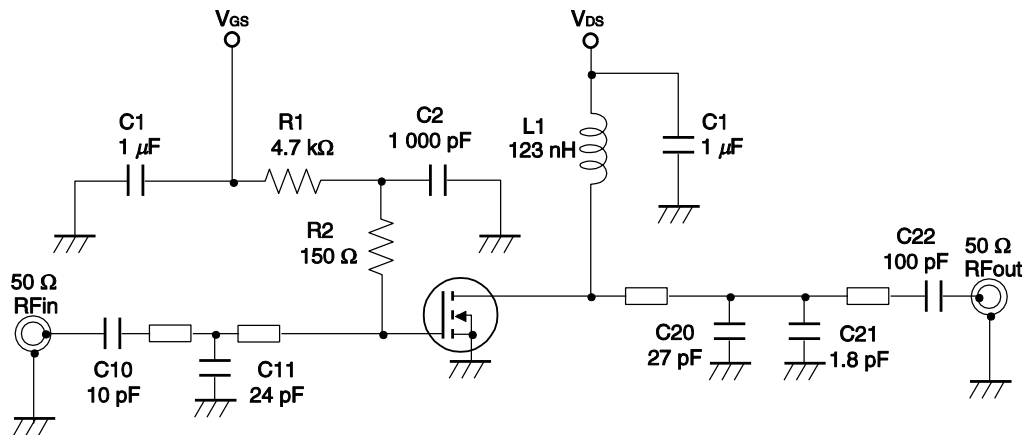 VGS
VDS
C1
1 μF
R1
4.7 kΩ
C2
1 000 pF
L1
123 nH
C1
1 μF
R2
150 Ω
C22
100 pF
50 Ω
RFout
50 Ω
RFin
C10
10 pF
C11
24 pF
C20
27 pF
C21
1.8 pF